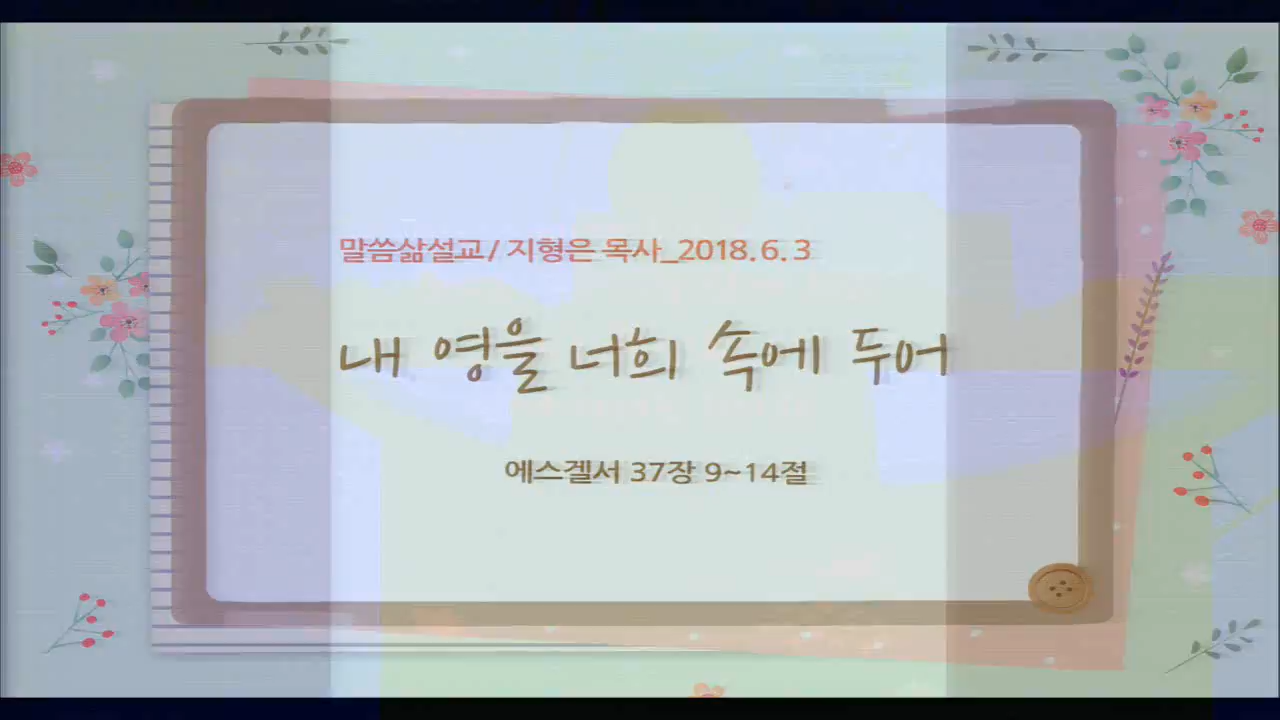 말씀삶설교/ 지형은 목사_2018.6.3
내 영을 너희 속에 두어
에스겔서 37장 9~14절